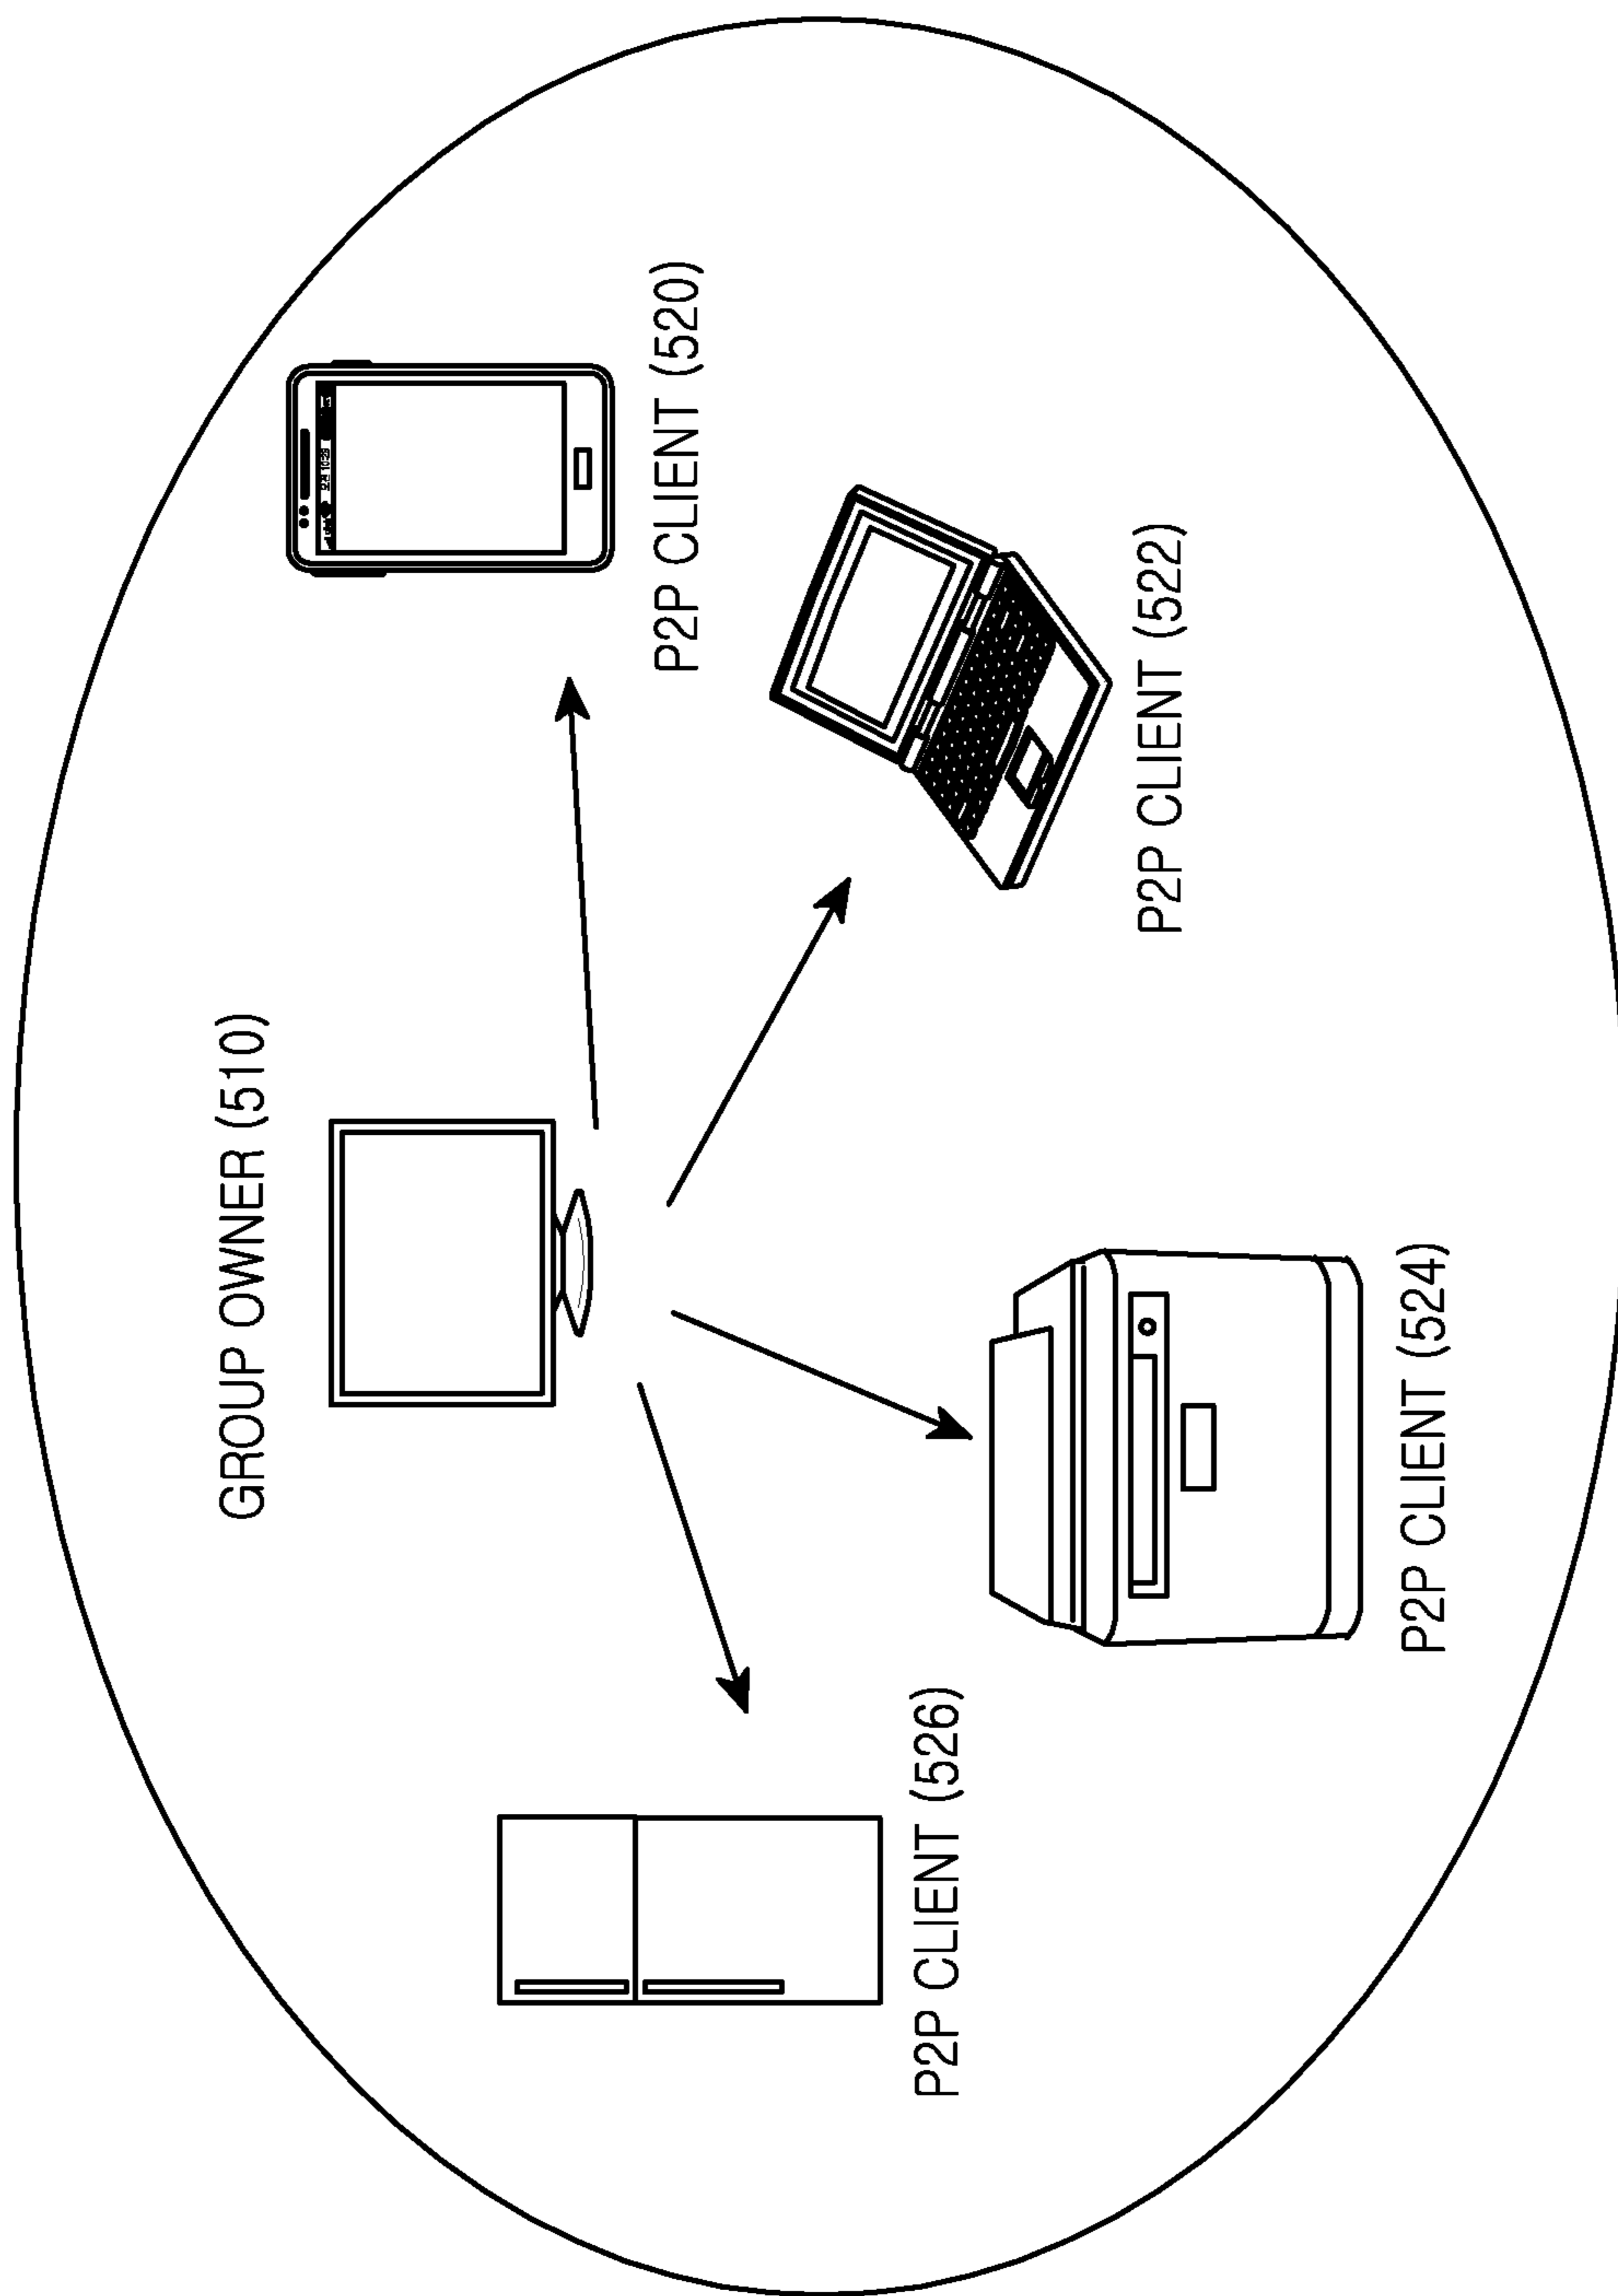 GROUP OWNER (510)
P2P CLIENT (526)
P2P CLIENT (520)
P2P CLIENT (524)
P2P CLIENT (522)